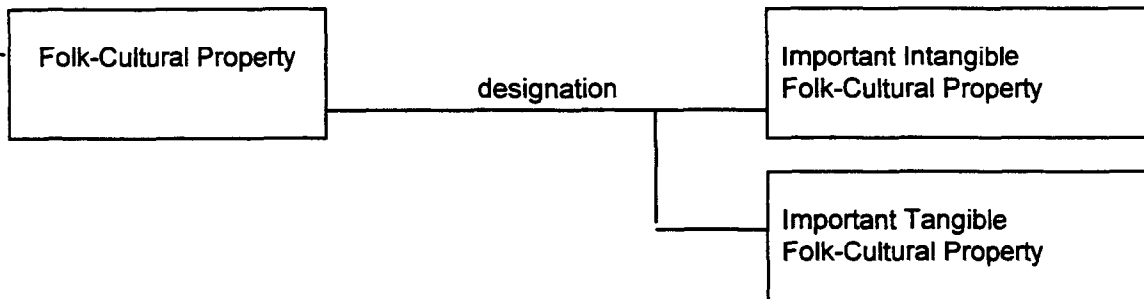 Folk-Cultural Property
designation
Important Intangible
Folk-Cultural Property
Important Tangible
Folk-Cultural Property